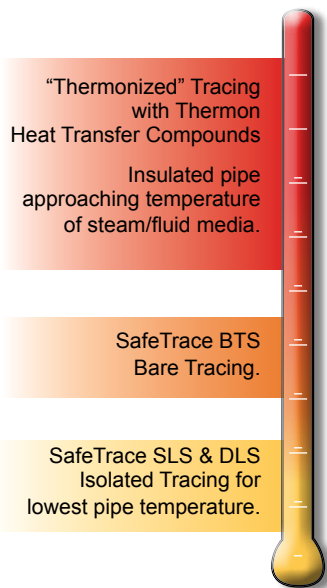 “Thermonized” Tracing
with Thermon
Heat Transfer Compounds
Insulated pipe
approaching temperature
of steam/fluid media.
SafeTrace BTS
Bare Tracing.
SafeTrace SLS & DLS
Isolated Tracing for
lowest pipe temperature.